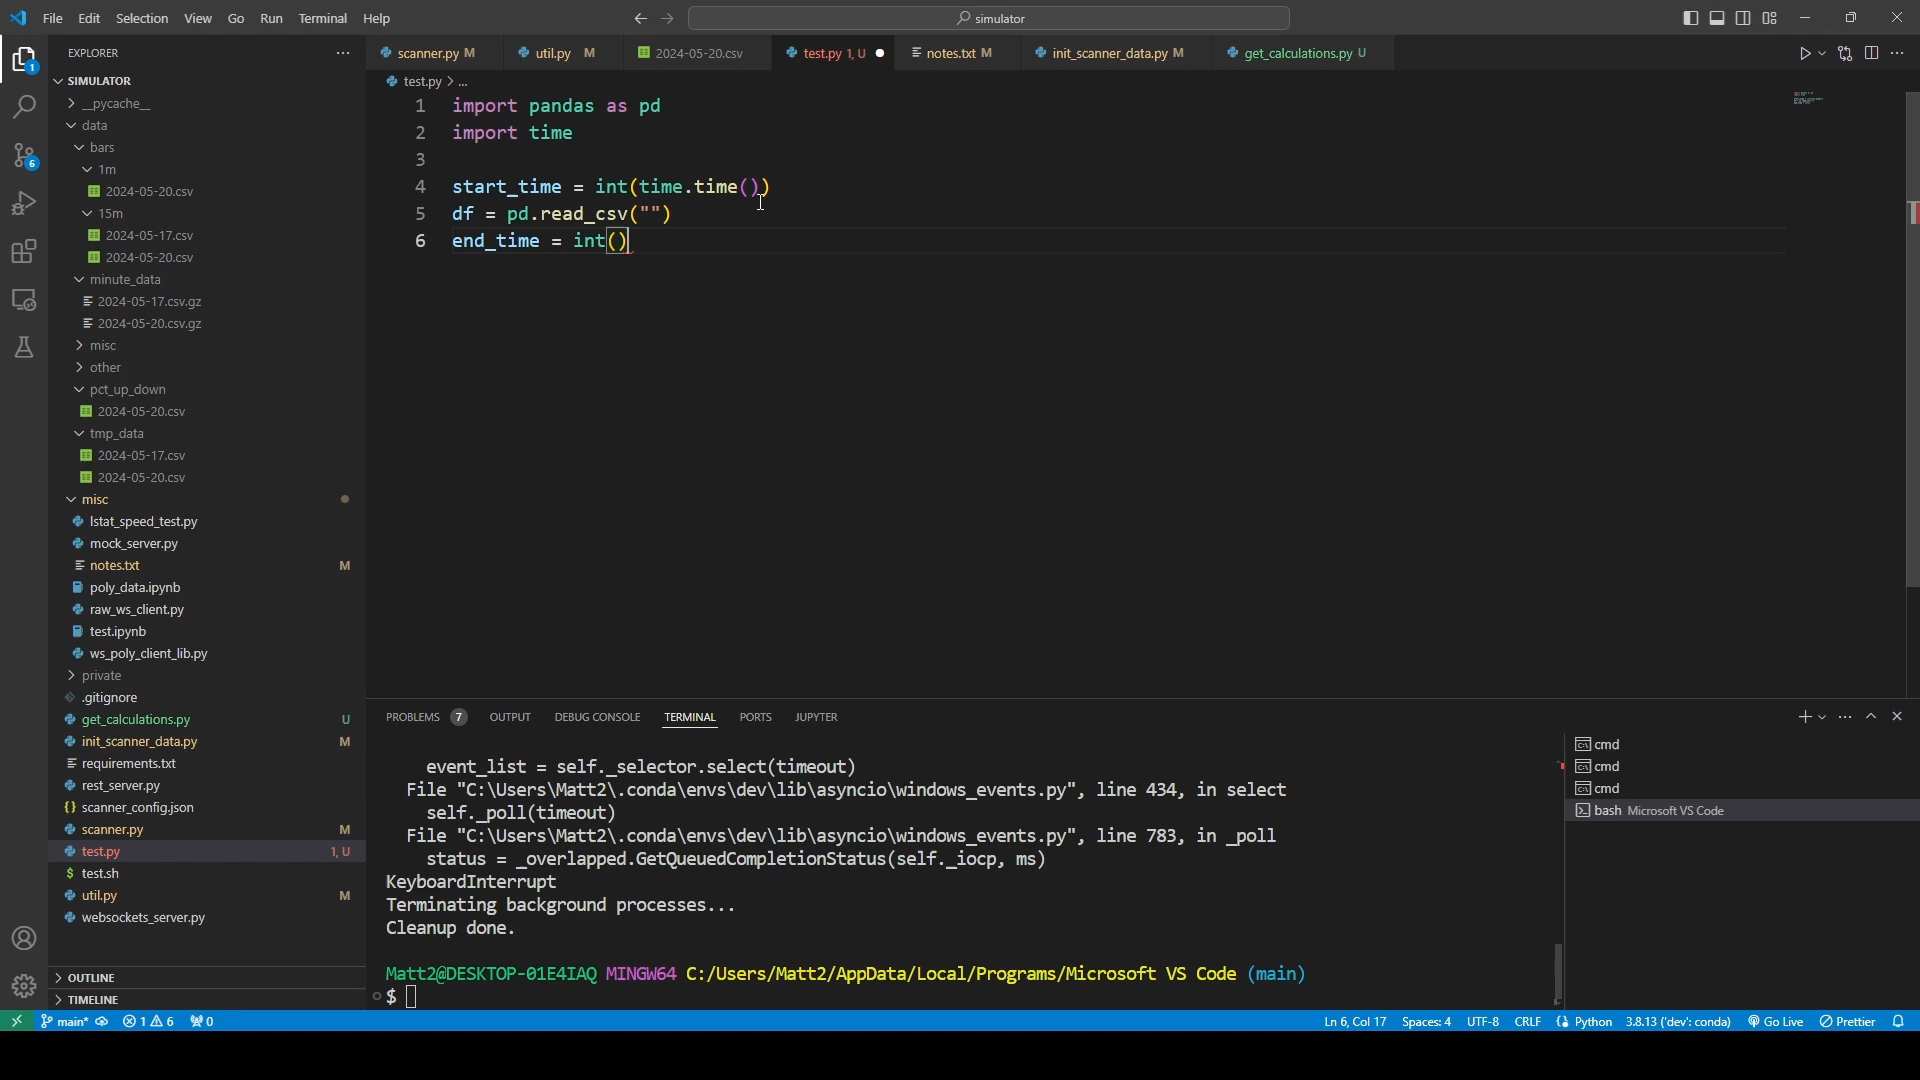 File Edit Selection View Go Run Terminal Help
simulator
EXPLORER
SIMULATOR
__pycache__
data
bars
1m
2024-05-20.csv
15m
2024-05-17.csv
2024-05-20.csv
minute_data
2024-05-17.csv.gz
2024-05-20.csv.gz
misc
other
pct_up_down
2024-05-20.csv
tmp_data
2024-05-17.csv
2024-05-20.csv
misc
lstat_speed_test.py
mock_server.py
notes.txt M
poly_data.ipynb
raw_ws_client.py
test.ipynb
ws_poly_client_lib.py
private
.gitignore
get_calculations.py U
init_scanner_data.py M
requirements.txt
rest_server.py
scanner_config.json
scanner.py M
test.py 1, U
test.sh
util.py M
websockets_server.py
OUTLINE
TIMELINE
1
6
scanner.py M util.py M 2024-05-20.csv test.py 1, U notes.txt M init_scanner_data.py M get_calculations.py U
test.py > ...
1 import pandas as pd
2 import time
3
4 start_time = int(time.time())
5 df = pd.read_csv("")
6 end_time = int()
PROBLEMS 7 OUTPUT DEBUG CONSOLE TERMINAL PORTS JUPYTER
event_list = self._selector.select(timeout)
File "C:\Users\Matt2\.conda\envs\dev\lib\asyncio\windows_events.py", line 434, in select
self._poll(timeout)
File "C:\Users\Matt2\.conda\envs\dev\lib\asyncio\windows_events.py", line 783, in _poll
status = _overlapped.GetQueuedCompletionStatus(self._iocp, ms)
KeyboardInterrupt
Terminating background processes...
Cleanup done.
Matt2@DESKTOP-01E4IAQ MINGW64 C:/Users/Matt2/AppData/Local/Programs/Microsoft VS Code (main)
$
cmd
cmd
cmd
bash Microsoft VS Code
main* 1 6 0 Ln 6, Col 17 Spaces: 4 UTF-8 CRLF Python 3.8.13 ('dev': conda) Go Live Prettier